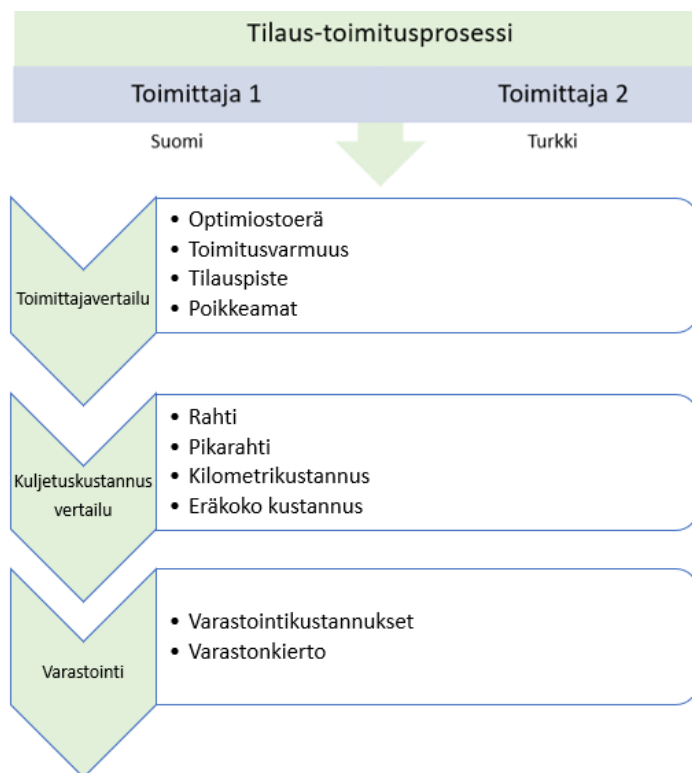 Tilaus-toimitusprosessi
Toimittaja 1
Toimittaja 2
Suomi
Turkki
Toimittajavertailu
• Optimiostoerä
• Toimitusvarmuus
• Tilauspiste
• Poikkeamat
Kuljetuskustannus
vertailu
• Rahti
• Pikarahti
• Kilometrikustannus
• Eräkoko kustannus
Varastointi
• Varastointikustannukset
• Varastonkierto